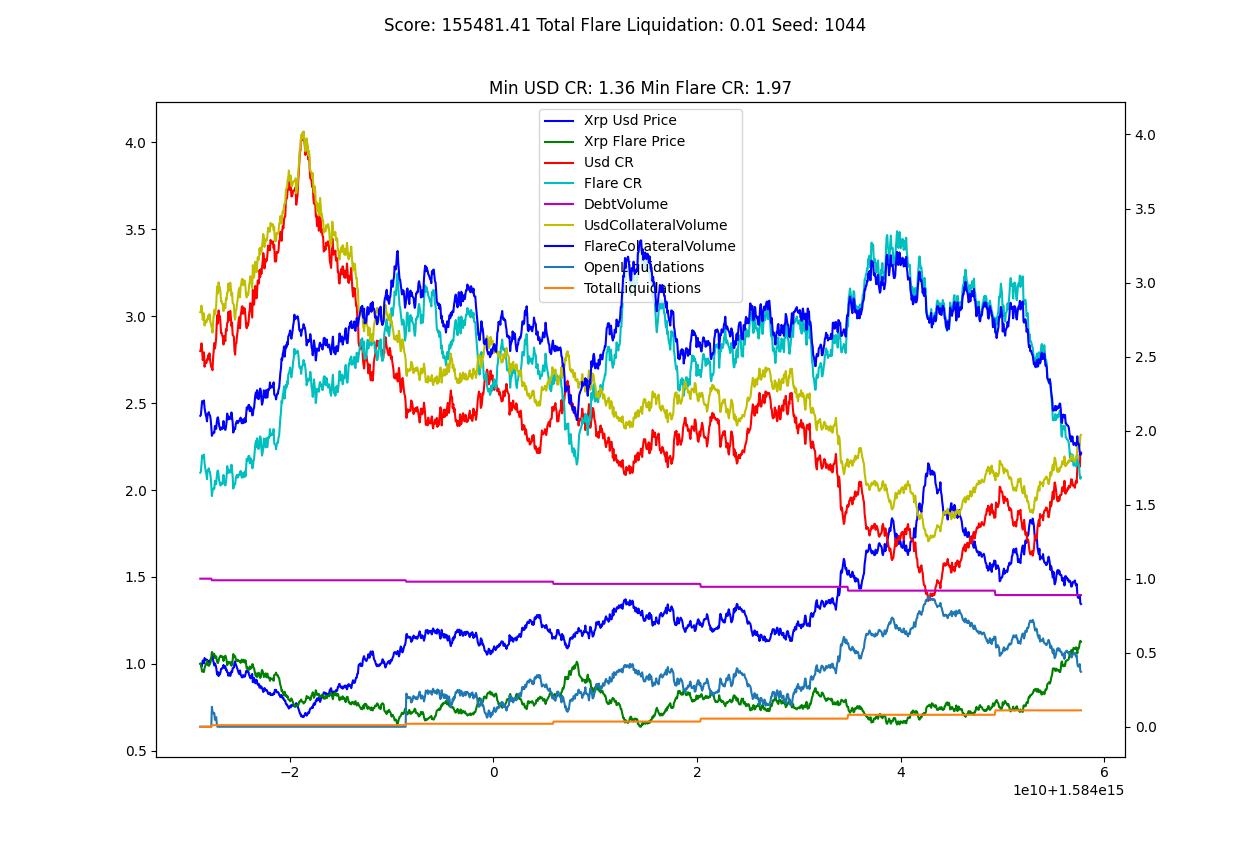 Score: 155481.41 Total Flare Liquidation: 0.01 Seed: 1044
Min USD CR: 1.36 Min Flare CR: 1.97
Xrp Usd Price
Xrp Flare Price
Usd CR
Flare CR
DebtVolume
UsdCollateralVolume
FlareCollateralVolume
OpenLiquidations
TotalLiquidations
4.0
3.5
3.0
2.5
2.0
1.5
1.0
0.5
4.0
3.5
3.0
2.5
2.0
1.5
1.0
0.5
0.0
−2 0 2 4 6
1e10+1.584e15